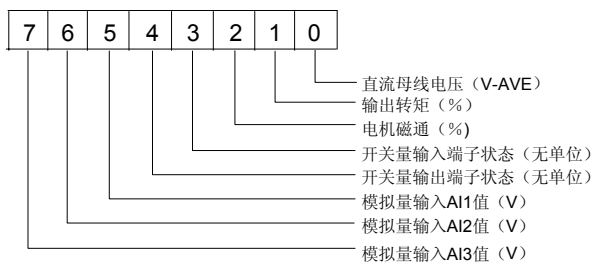 7 6 5 4 3 2 1 0
直流母线电压（V-AVE）
输出转矩（％）
电机磁通（％)
开关量输入端子状态（无单位）
开关量输出端子状态（无单位）
模拟量输入AI1值（V）
模拟量输入AI2值（V）
模拟量输入AI3值（V）